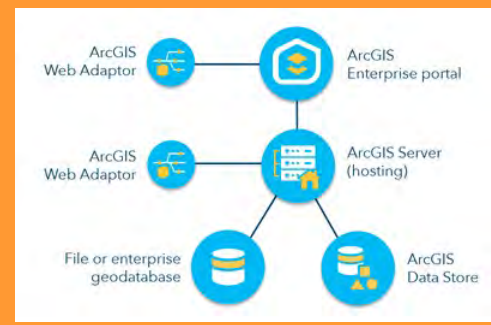 ArcGIS
Web Adaptor
ArcGIS
Enterprise portal
ArcGIS
Web Adaptor
ArcGIS Server
(hosting)
File or enterprise
geodatabase
ArcGIS
Data Store